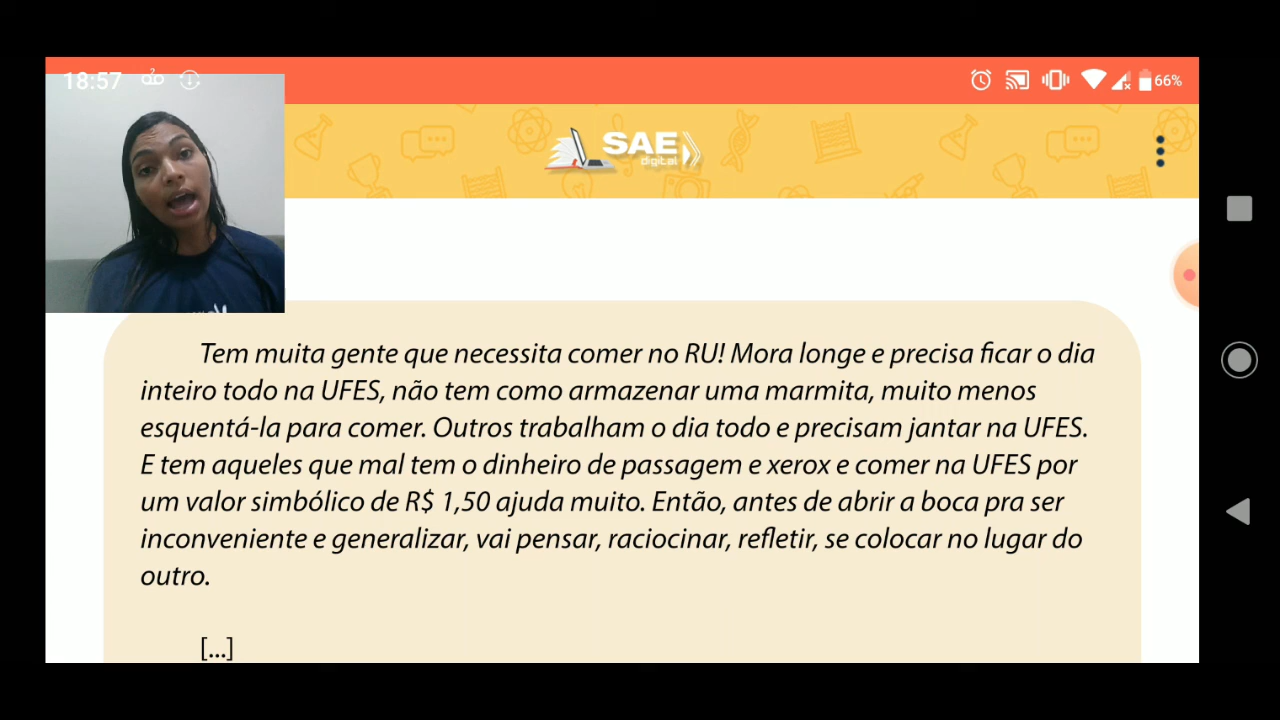 18:57
66%
SAE
digital
Tem muita gente que necessita comer no RU! Mora longe e precisa ficar o dia
inteiro todo na UFES, não tem como armazenar uma marmita, muito menos
esquentá-la para comer. Outros trabalham o dia todo e precisam jantar na UFES.
E tem aqueles que mal tem o dinheiro de passagem e xerox e comer na UFES por
um valor simbólico de R$ 1,50 ajuda muito. Então, antes de abrir a boca pra ser
inconveniente e generalizar, vai pensar, raciocinar, refletir, se colocar no lugar do
outro.
[...]